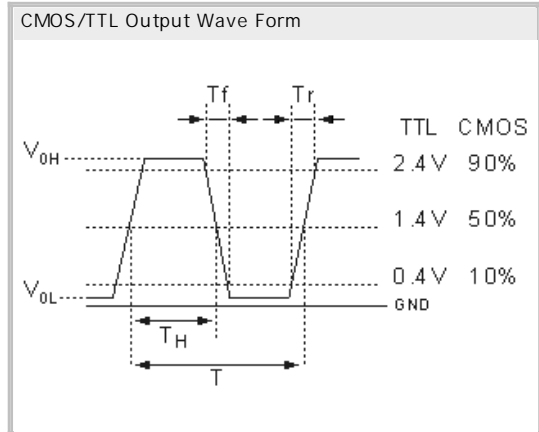 CMOS/TTL Output Wave Form
Tf Tr
TTL CMOS
V0H 2.4V 90%
1.4V 50%
0.4V 10%
V0L GND
TH
T